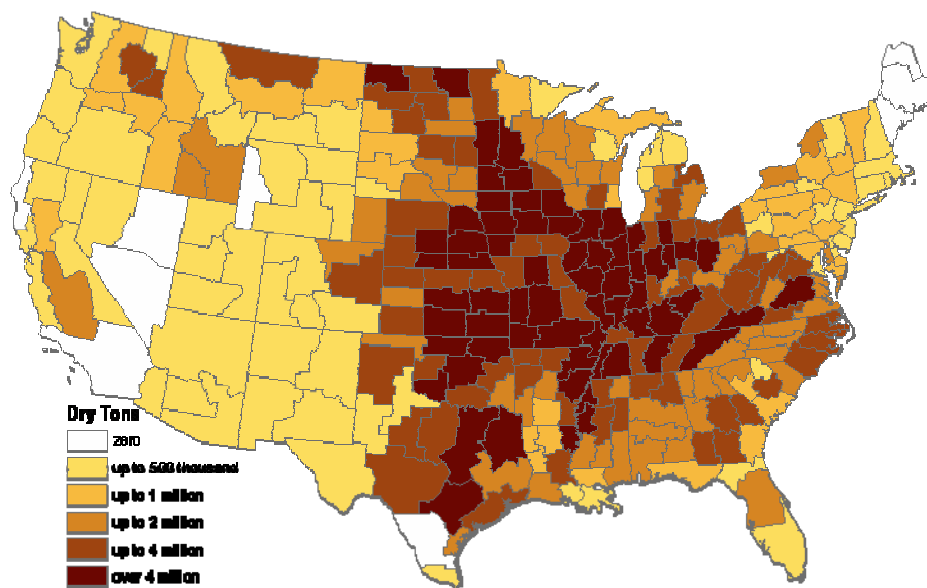 Dry Tons
zero
up to 500 thousand
up to 1 million
up to 2 million
up to 4 million
over 4 million